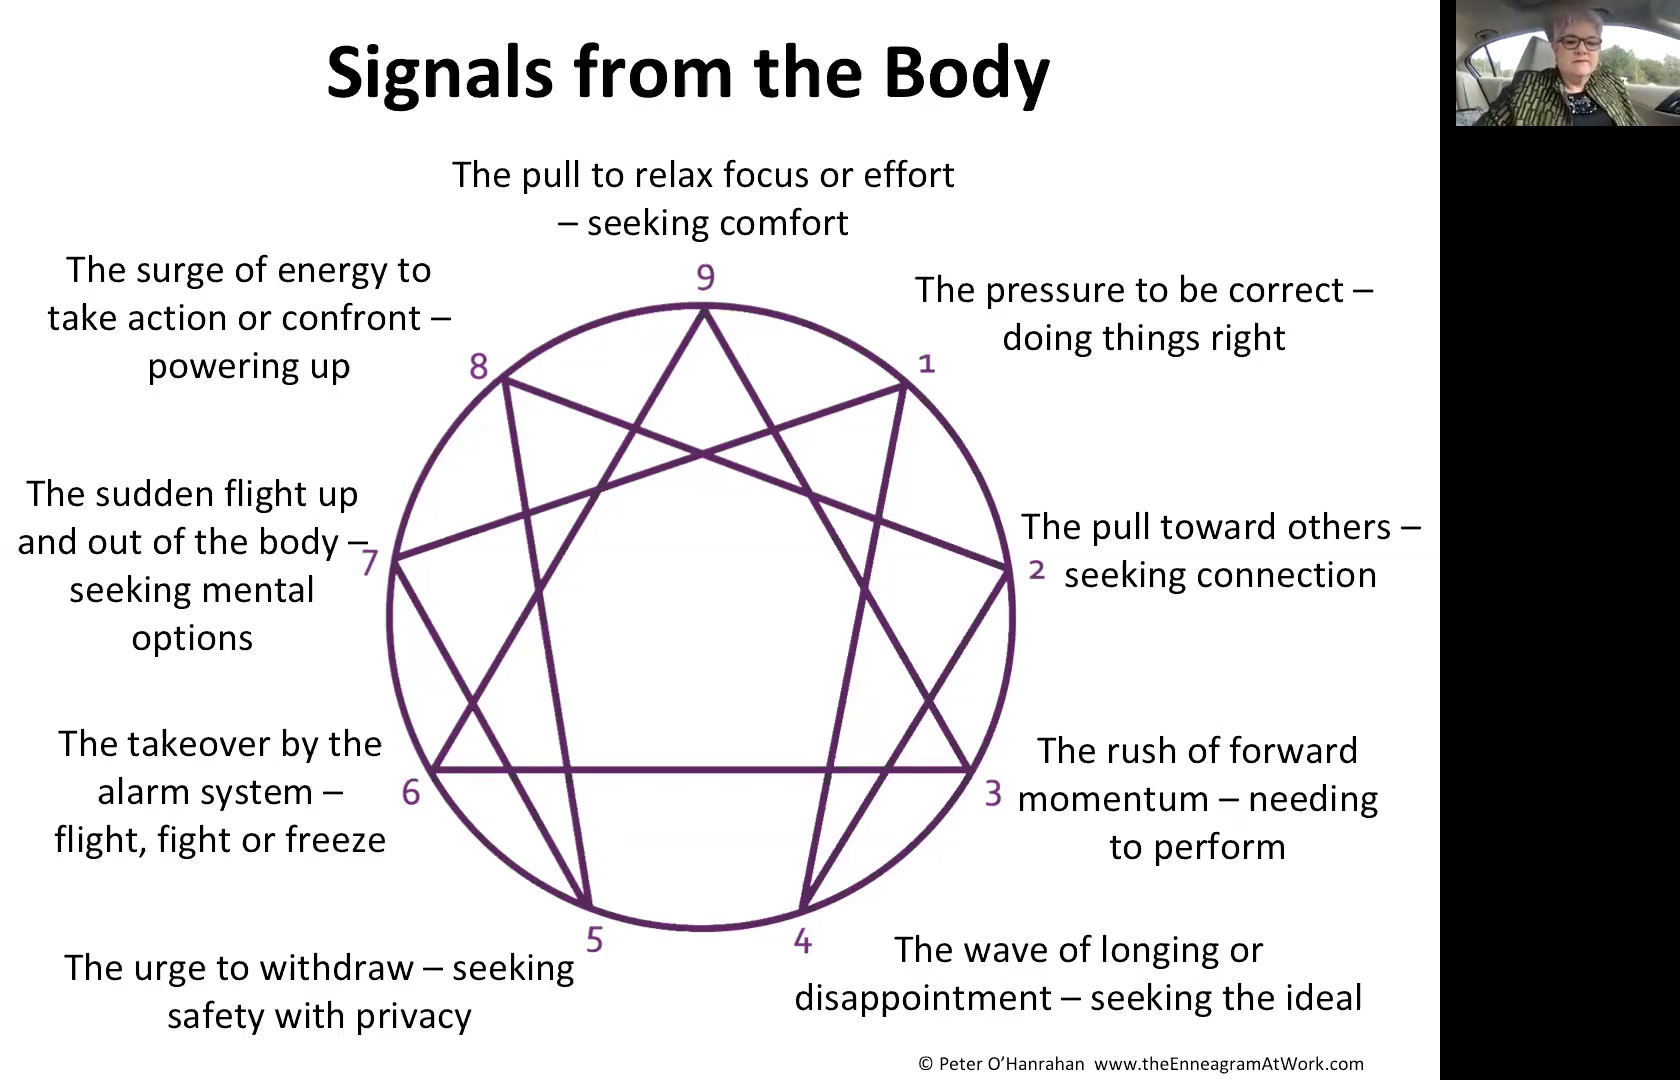 Signals from the Body
The pull to relax focus or effort
– seeking comfort
9
The pressure to be correct –
doing things right
1
The pull toward others –
2 seeking connection
The rush of forward
3 momentum – needing
to perform
4
The wave of longing or
disappointment – seeking the ideal
5
The urge to withdraw – seeking
safety with privacy
The takeover by the
alarm system – 6
flight, fight or freeze
The sudden flight up
and out of the body – 7
seeking mental
options
The surge of energy to
take action or confront –
powering up 8
© Peter O’Hanrahan www.theEnneagramAtWork.com